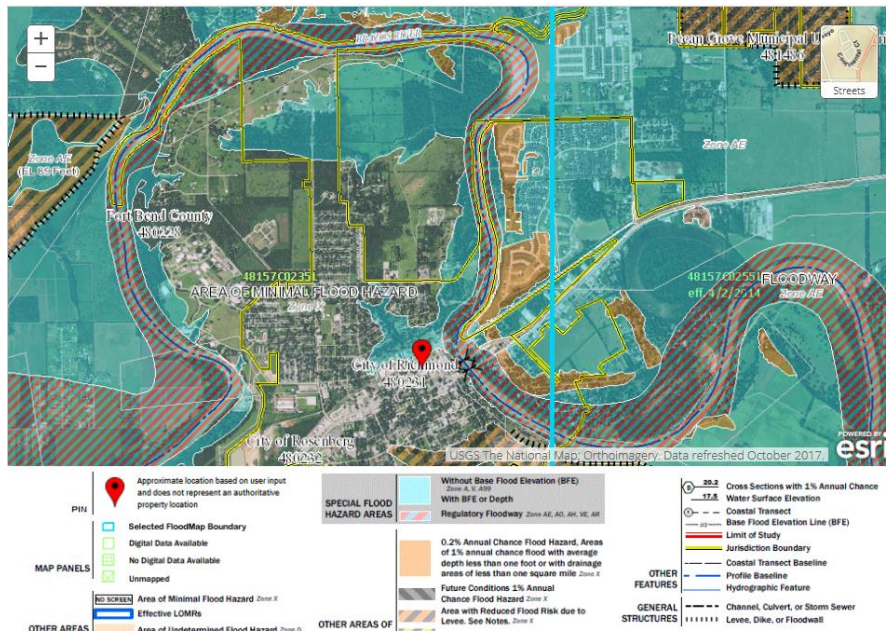 +
−
BRAZOS RIVER
Pecan Grove Municipal
481486
Streets
Zone AE
(EL 89 Feet)
Zone AE
Fort Bend County
480228
48157C0235L
AREA OF MINIMAL FLOOD HAZARD
Zone X
48157C0255L
FLOODWAY
eff. 4/2/2014
Zone AE
City of Richmond
480231
City of Rosenberg
480232
POWERED BY
esri
USGS The National Map: Orthoimagery. Data refreshed October 2017.
PIN
Approximate location based on user input
and does not represent an authoritative
property location
MAP PANELS
Selected FloodMap Boundary
Digital Data Available
No Digital Data Available
Unmapped
OTHER AREAS
NO SCREEN Area of Minimal Flood Hazard Zone X
Effective LOMRs
Area of Undetermined Flood Hazard Zone D
SPECIAL FLOOD
HAZARD AREAS
Without Base Flood Elevation (BFE)
Zone A, V, A99
With BFE or Depth
Regulatory Floodway Zone AE, AO, AH, VE, AR
0.2% Annual Chance Flood Hazard, Areas
of 1% annual chance flood with average
depth less than one foot or with drainage
areas of less than one square mile Zone X
Future Conditions 1% Annual
Chance Flood Hazard Zone X
Area with Reduced Flood Risk due to
Levee. See Notes. Zone X
OTHER AREAS OF
20.2
Cross Sections with 1% Annual Chance
17.5
Water Surface Elevation
Coastal Transect
Base Flood Elevation Line (BFE)
Limit of Study
Jurisdiction Boundary
Coastal Transect Baseline
OTHER
FEATURES
Profile Baseline
Hydrographic Feature
GENERAL
STRUCTURES
Channel, Culvert, or Storm Sewer
Levee, Dike, or Floodwall